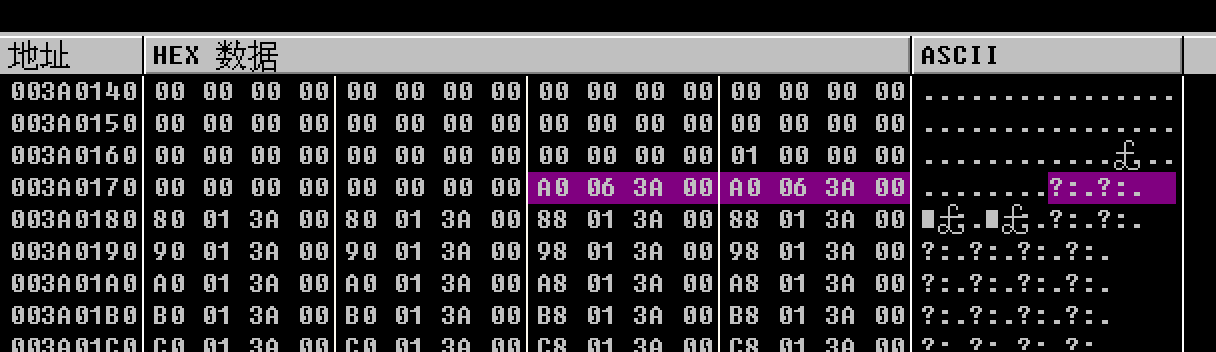 地址 HEX 数据 ASCII
003A0140 00 00 00 00 00 00 00 00 00 00 00 00 00 00 00 00 ................
003A0150 00 00 00 00 00 00 00 00 00 00 00 00 00 00 00 00 ................
003A0160 00 00 00 00 00 00 00 00 00 00 00 00 01 00 00 00 ............£..
003A0170 00 00 00 00 00 00 00 00 A0 06 3A 00 A0 06 3A 00 ........?:.?:.
003A0180 80 01 3A 00 80 01 3A 00 88 01 3A 00 88 01 3A 00 ■£.■£.?:.?:.
003A0190 90 01 3A 00 90 01 3A 00 98 01 3A 00 98 01 3A 00 ?:.?:.?:.?:.
003A01A0 A0 01 3A 00 A0 01 3A 00 A8 01 3A 00 A8 01 3A 00 ?:.?:.?:.?:.
003A01B0 B0 01 3A 00 B0 01 3A 00 B8 01 3A 00 B8 01 3A 00 ?:.?:.?:.?:.
003A01C0 C0 01 3A 00 C0 01 3A 00 C8 01 3A 00 C8 01 3A 00 ?:.?:.?:.?:.